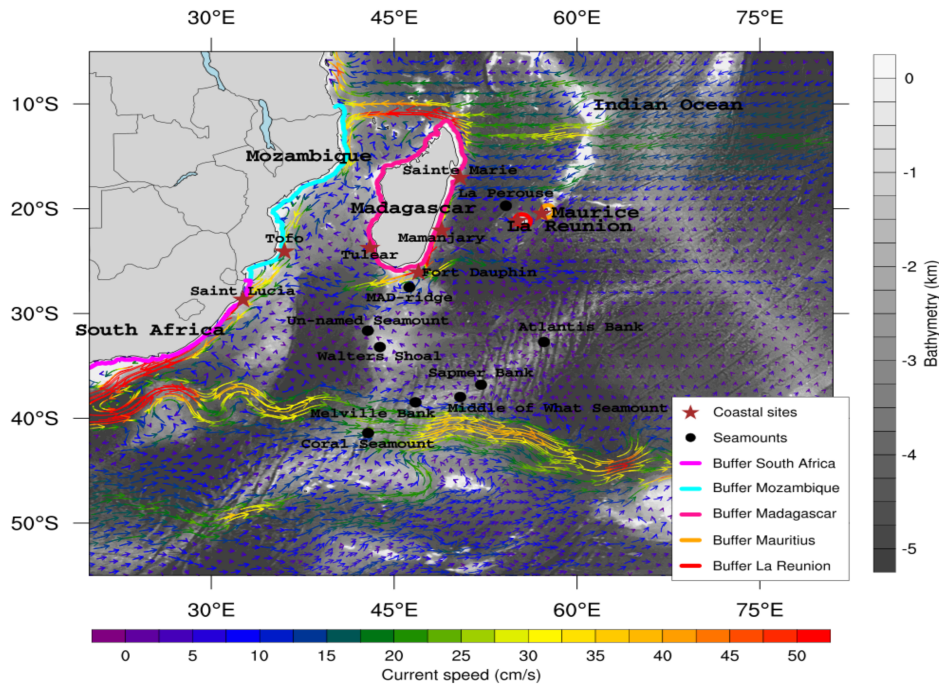 30°E 45°E 60°E 75°E
10°S
20°S
30°S
40°S
50°S
Indian Ocean
Mozambique
Sainte Marie
La Perouse
Madagascar
Maurice
La Reunion
Tofo
Mamanjary
Tulear
Fort Dauphin
Saint Lucia
MAD-ridge
South Africa
Un-named Seamount
Atlantis Bank
Walters Shoal
Sapmer Bank
Melville Bank
Middle of What Seamount
Coral Seamount
Coastal sites
Seamounts
Buffer South Africa
Buffer Mozambique
Buffer Madagascar
Buffer Mauritius
Buffer La Reunion
30°E 45°E 60°E 75°E
0
-1
-2
-3
-4
-5
Bathymetry (km)
0 5 10 15 20 25 30 35 40 45 50
Current speed (cm/s)